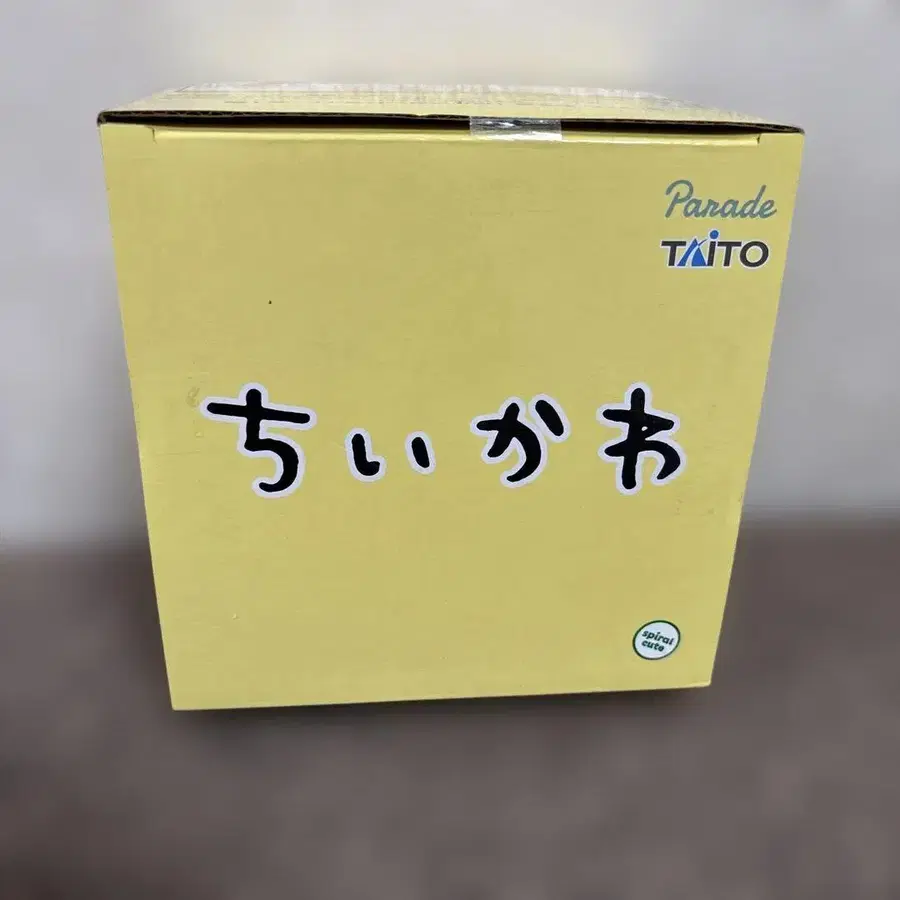 Parade
TAITO
ちいかわ
spiral
cute